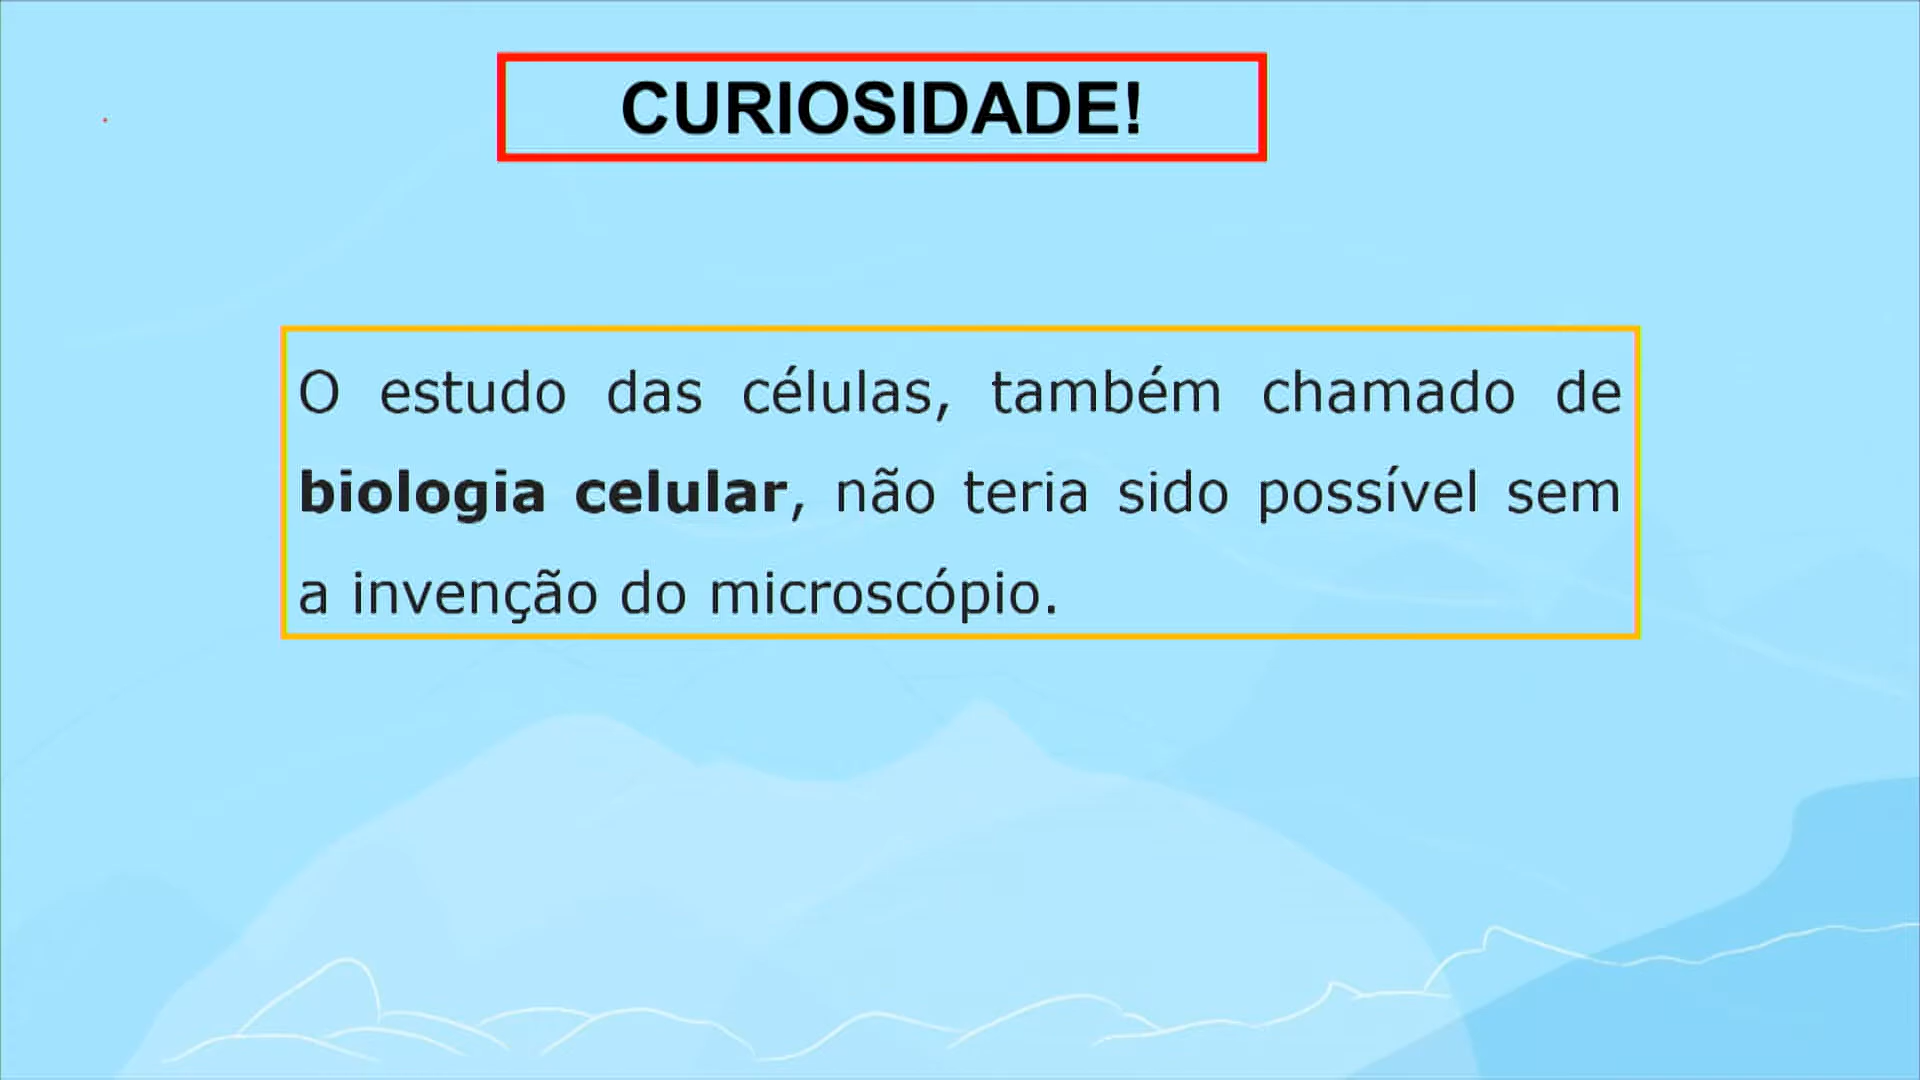 CURIOSIDADE!
O estudo das células, também chamado de
biologia celular, não teria sido possível sem
a invenção do microscópio.